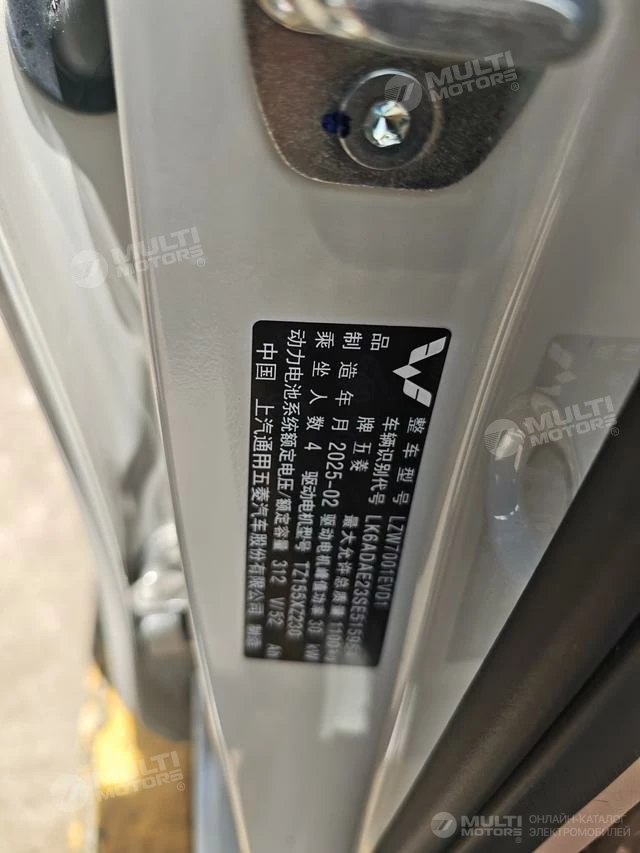 MULTI MOTORS
MULTI MOTORS
MULTI MOTORS
整车型号
车辆识别代号
品牌 五菱 最大允许总质量 1100kg
制造年月 2025-02 驱动电机峰值功率 30 kW
乘坐人数 4 驱动电机型号
动力电池系统额定电压/额定容量 312 V/52 Ah
中国 上汽通用五菱汽车股份有限公司 制造
MULTI MOTORS
MULTI MOTORS ОНЛАЙН-КАТАЛОГ
ЭЛЕКТРОМОБИЛЕЙ